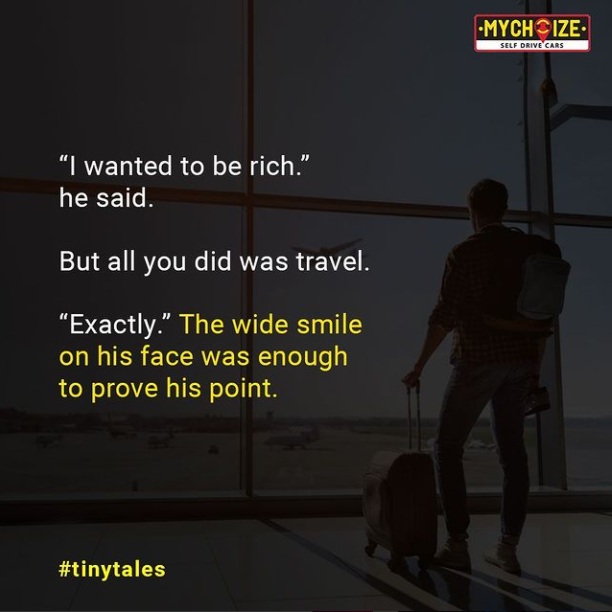 MYCHOIZE
SELF DRIVE CARS
“I wanted to be rich.”
he said.
But all you did was travel.
“Exactly.” The wide smile
on his face was enough
to prove his point.
#tinytales